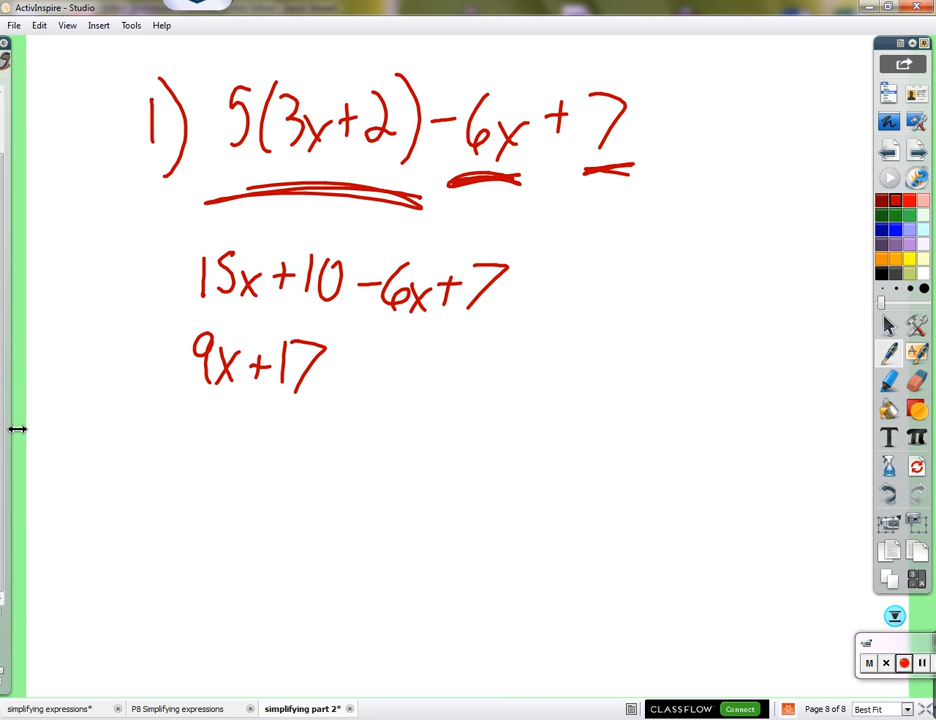 ActivInspire - Studio
File Edit View Insert Tools Help
1) 5(3x+2) - 6x + 7
15x + 10 - 6x + 7
9x + 17
M
simplifying expressions* P8 Simplifying expressions simplifying part 2* CLASSFLOW Connect Page 8 of 8 Best Fit